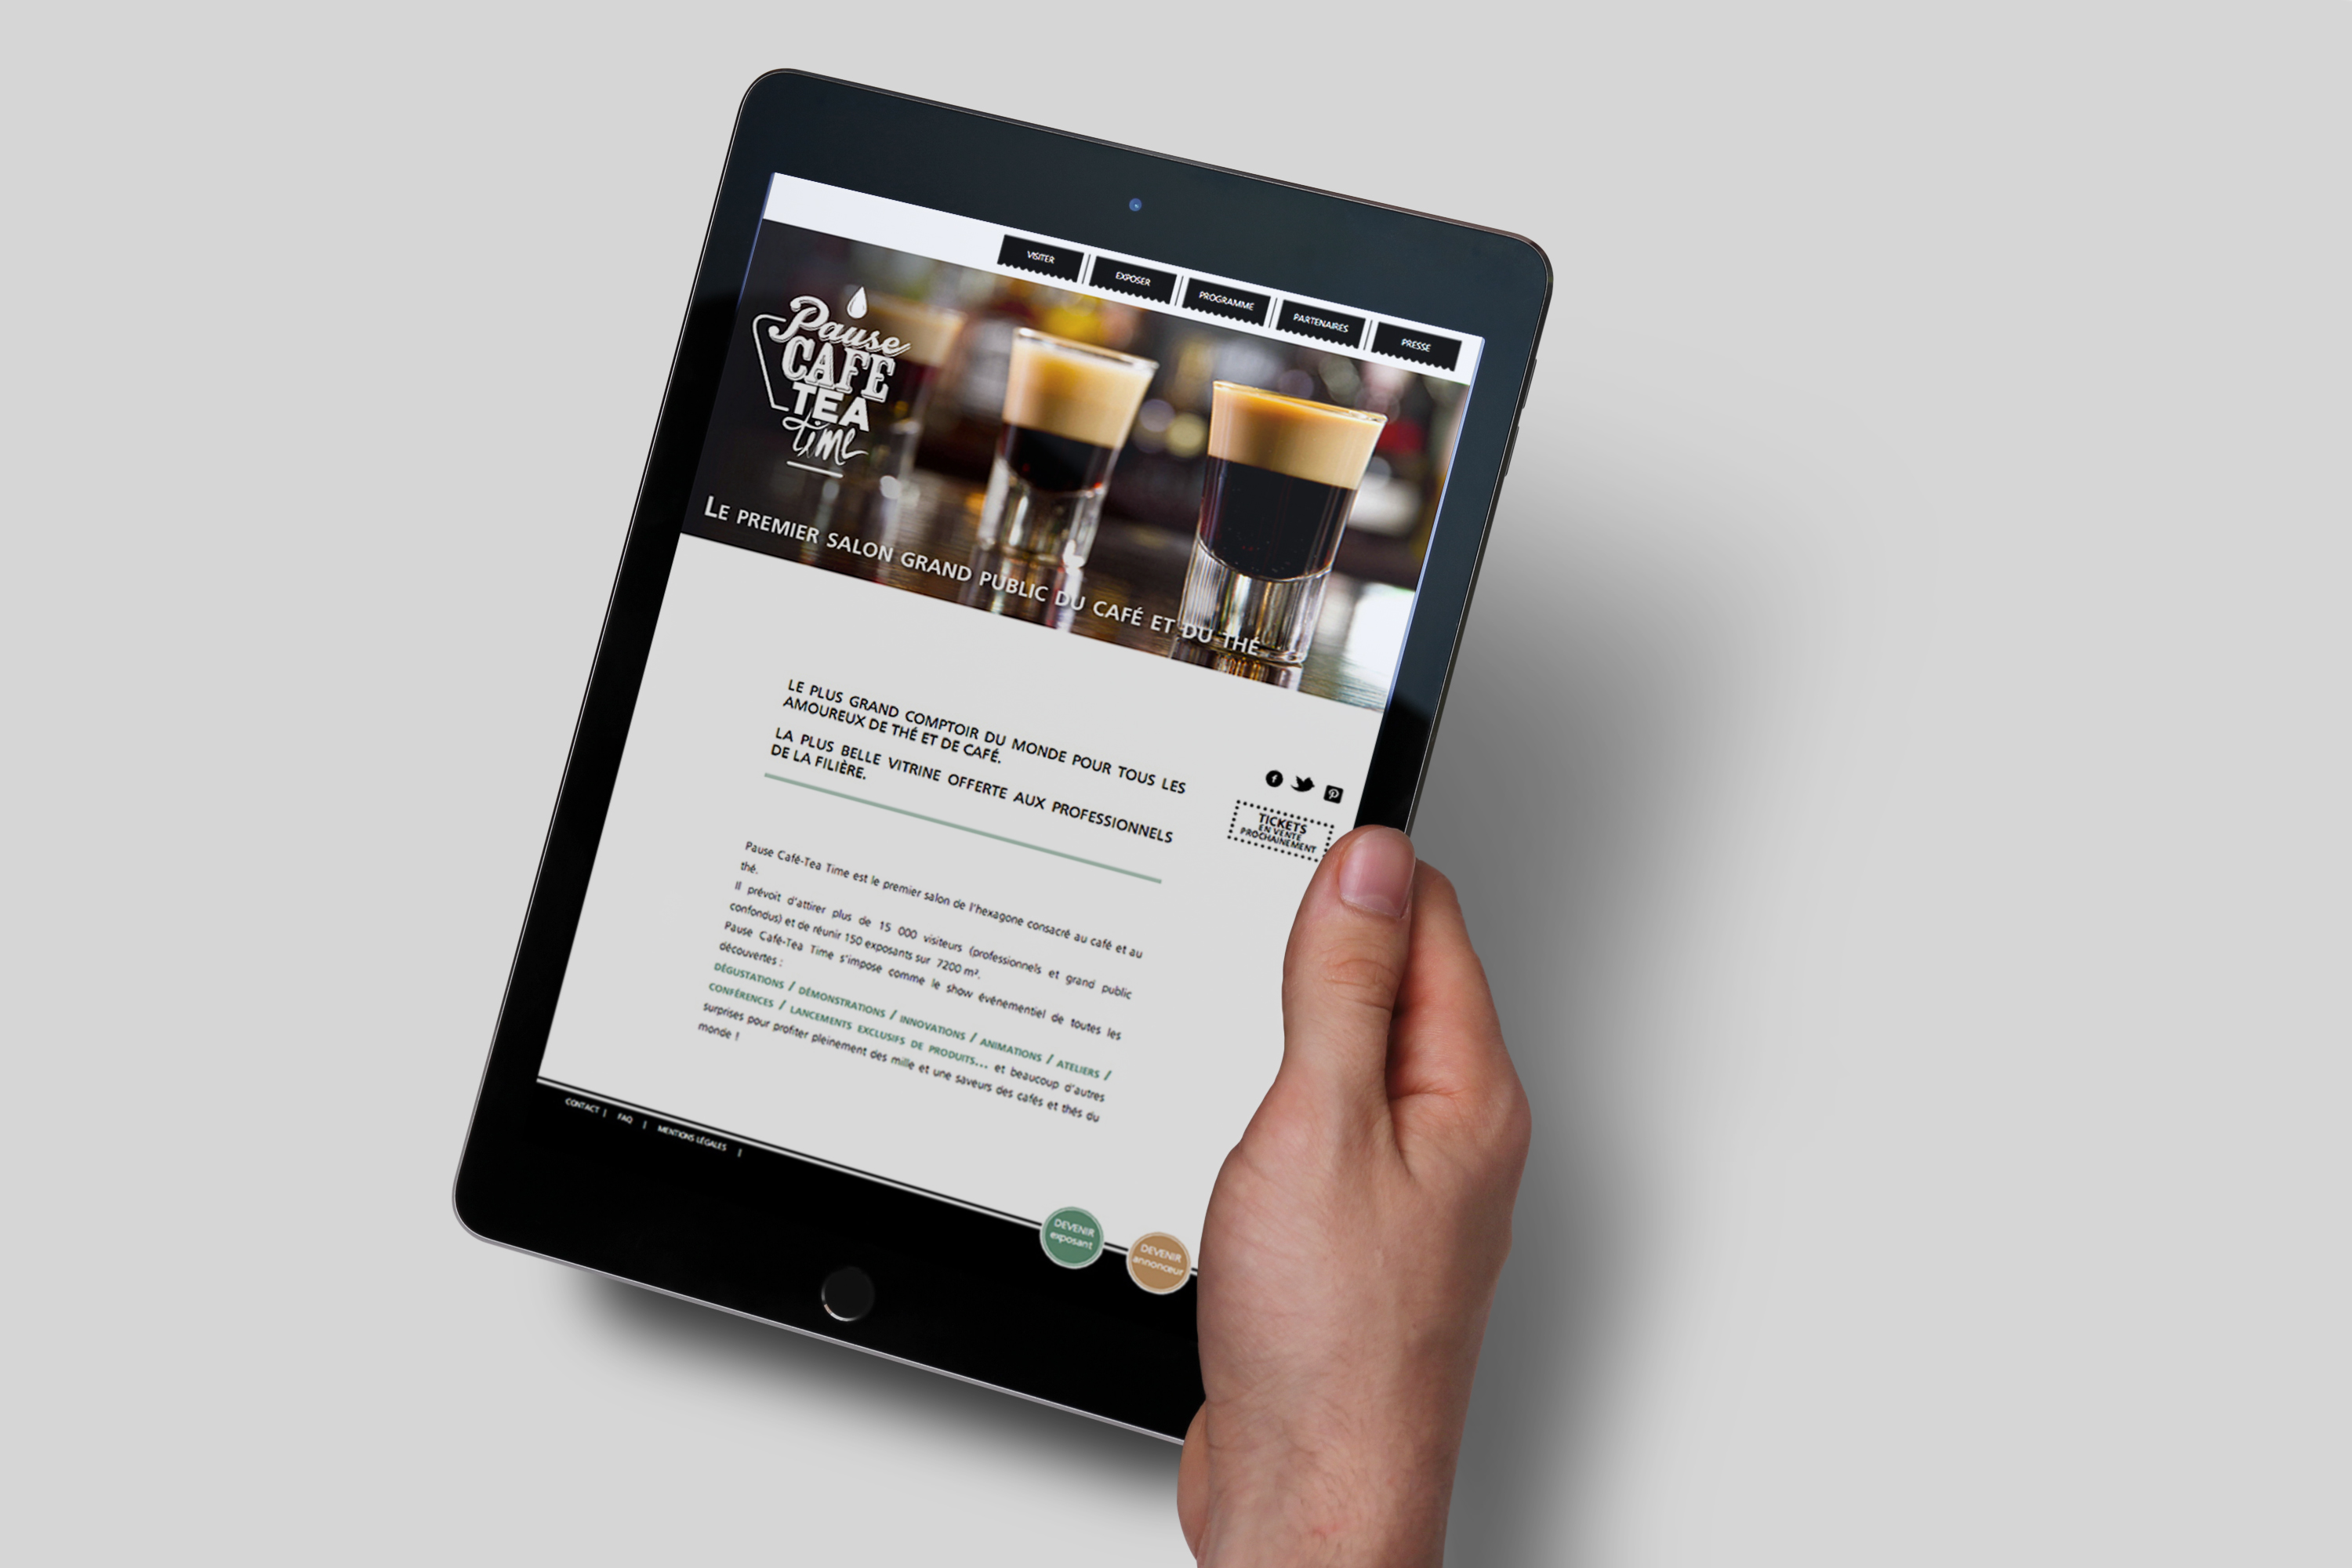 VISITER
EXPOSER
PROGRAMME
PARTENAIRES
PRESSE
Pause
CAFÉ
TEA
time
LE PREMIER SALON GRAND PUBLIC DU CAFÉ ET DU THÉ
LE PLUS GRAND COMPTOIR DU MONDE POUR TOUS LES
AMOUREUX DE THÉ ET DE CAFÉ.
LA PLUS BELLE VITRINE OFFERTE AUX PROFESSIONNELS
DE LA FILIÈRE.
TICKETS
EN VENTE
PROCHAINEMENT
Pause Café-Tea Time est le premier salon de l'hexagone consacré au café et au
thé.
Il prévoit d'attirer plus de 15 000 visiteurs (professionnels et grand public
confondus) et de réunir 150 exposants sur 7200 m².
Pause Café-Tea Time s'impose comme le show événementiel de toutes les
découvertes :
DÉGUSTATIONS / DÉMONSTRATIONS / INNOVATIONS / ANIMATIONS / ATELIERS /
CONFÉRENCES / LANCEMENTS EXCLUSIFS DE PRODUITS... et beaucoup d'autres
surprises pour profiter pleinement des mille et une saveurs des cafés et thés du
monde !
CONTACT | FAQ | MENTIONS LÉGALES |
DEVENIR
exposant
DEVENIR
annonceur